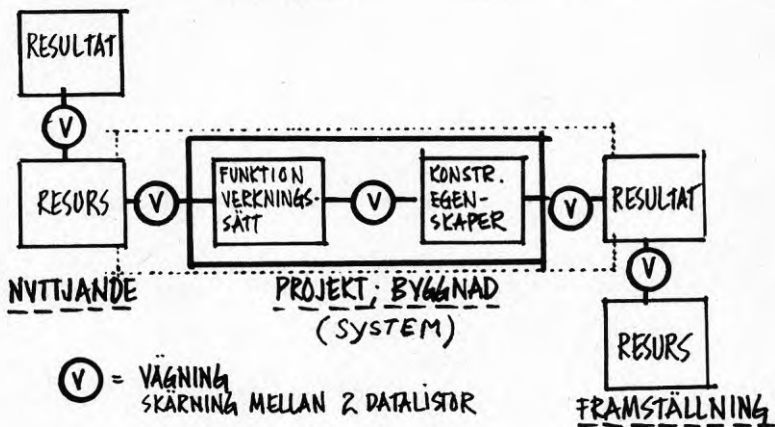 RESULTAT
V
RESURS
V
FUNKTION
VERKNINGS-
SÄTT
V
KONSTR.
EGEN-
SKAPER
V
RESULTAT
V
RESURS
NYTTJANDE
PROJEKT; BYGGNAD
(SYSTEM)
FRAMSTÄLLNING
V = VÄGNING
SKÄRNING MELLAN 2 DATALISTOR